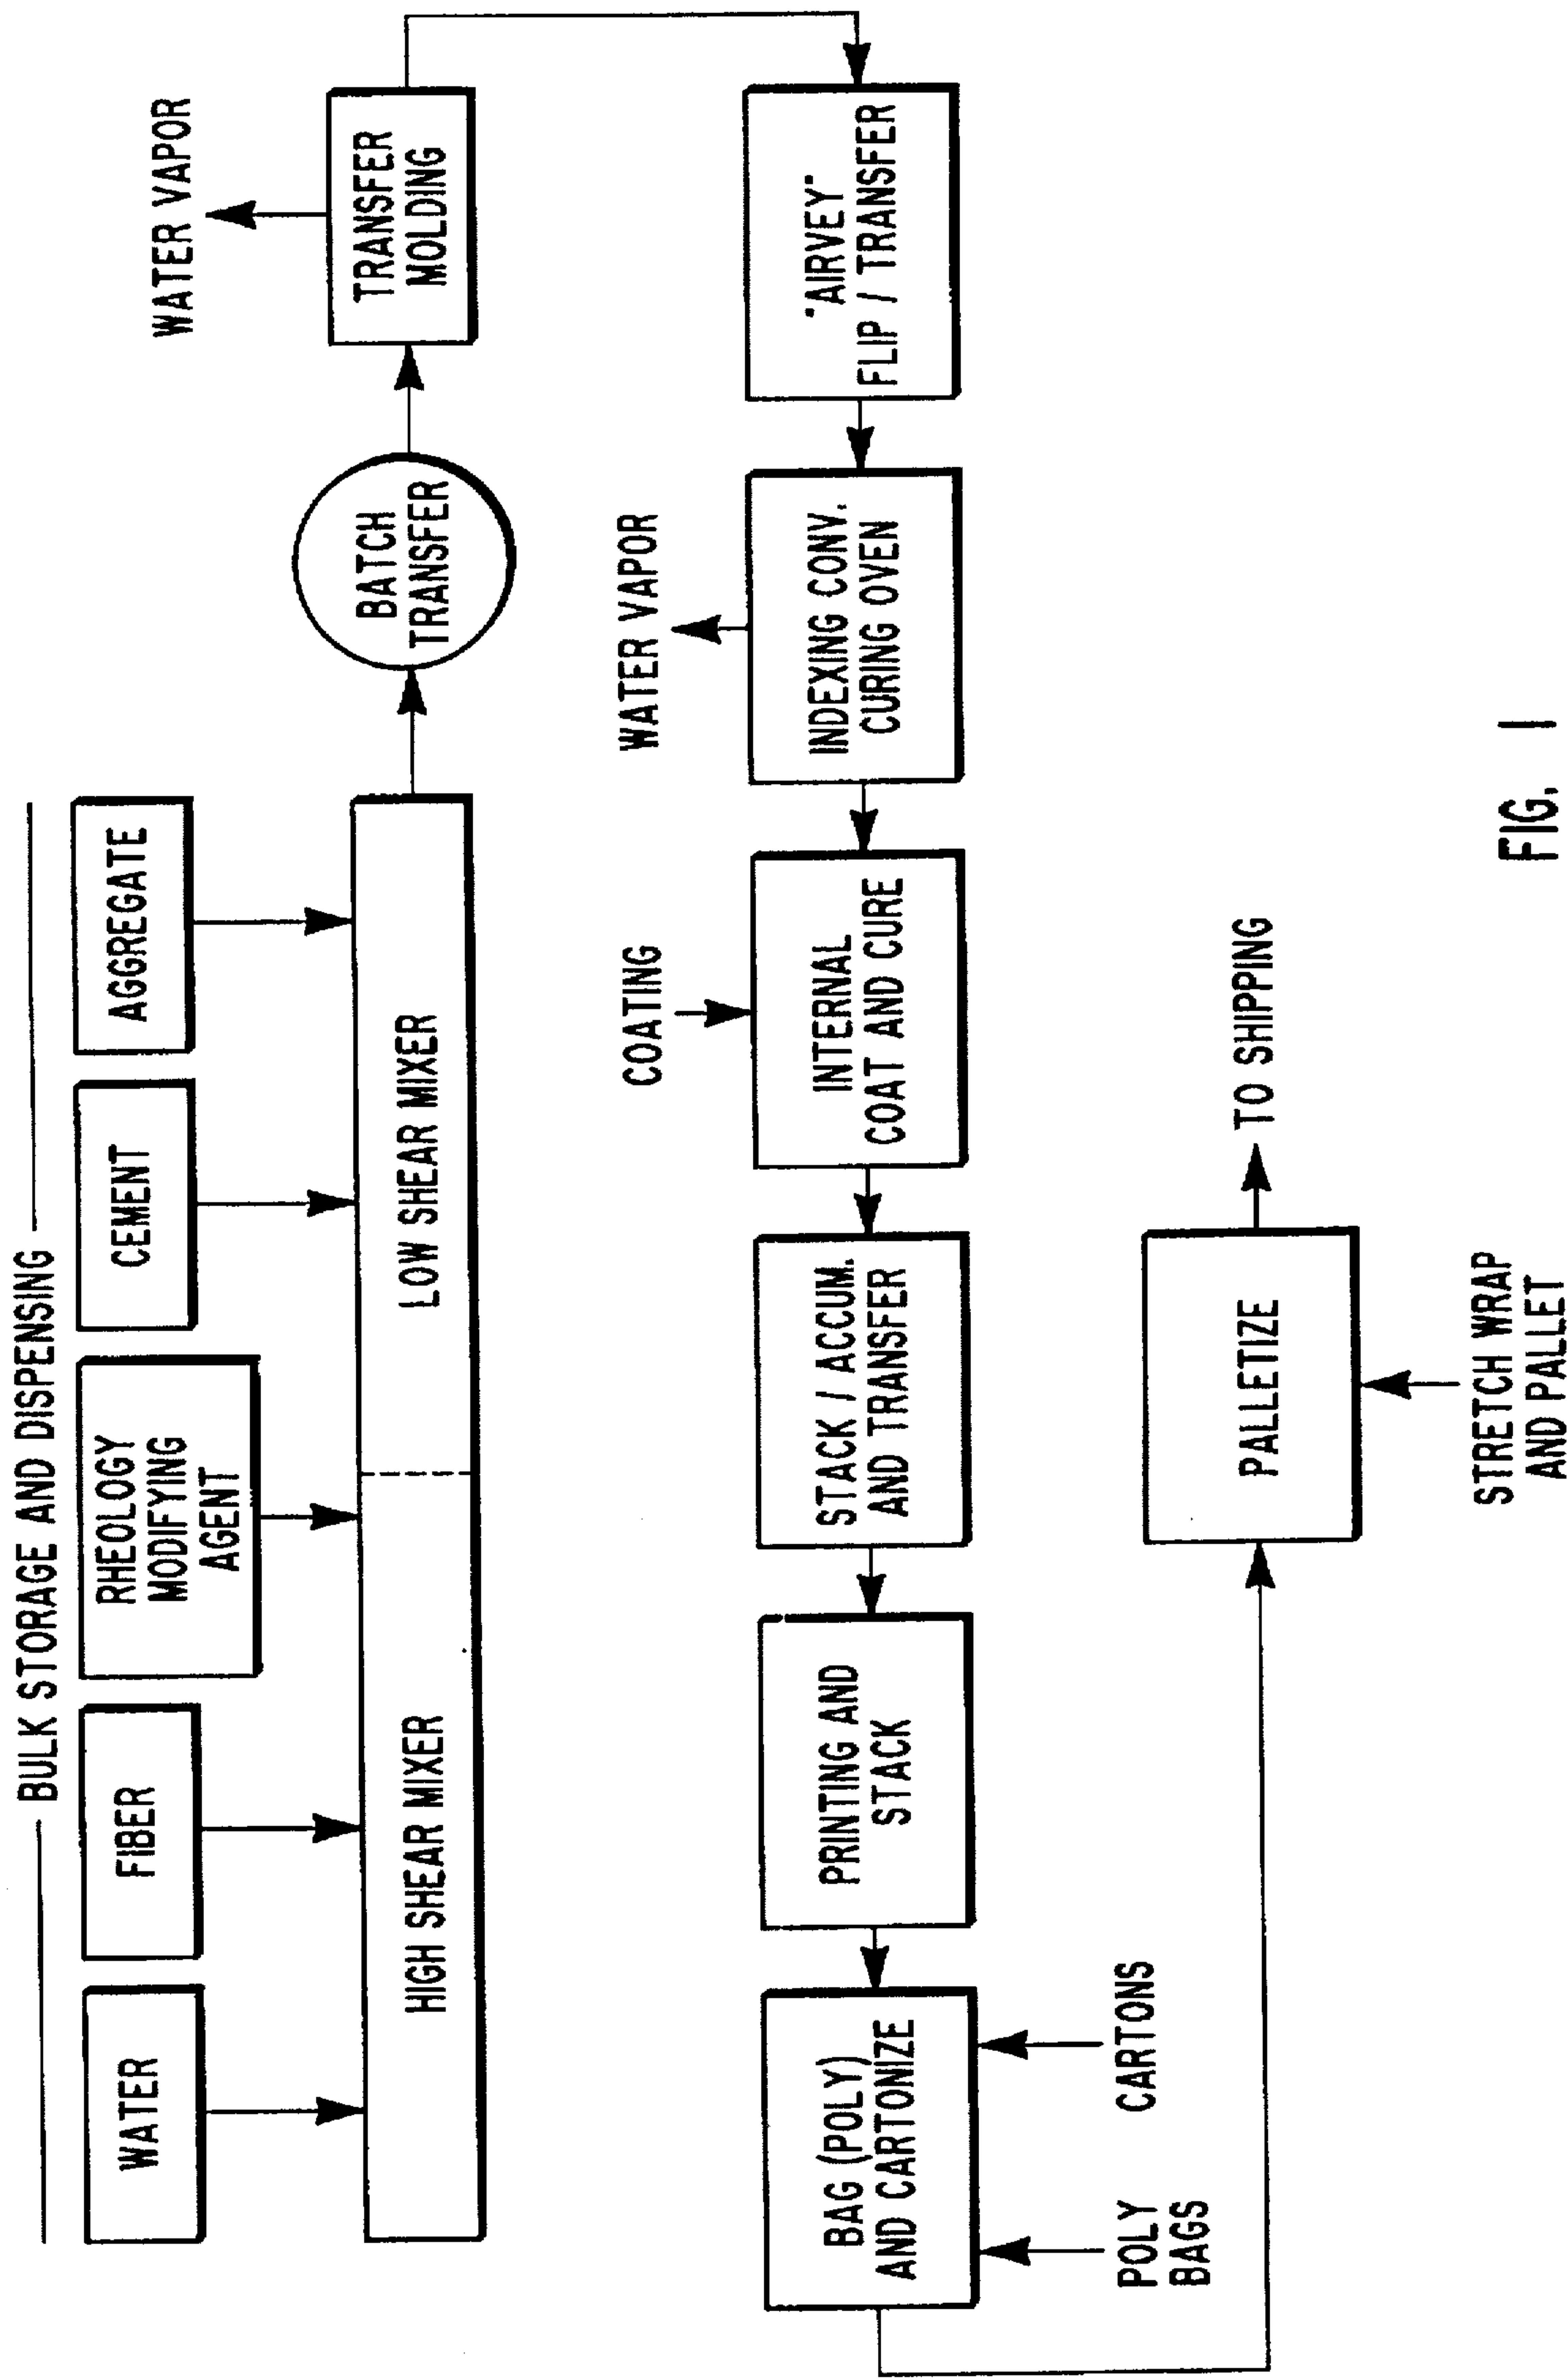 BULK STORAGE AND DISPENSING
WATER
FIBER
RHEOLOGY
MODIFYING
AGENT
CEMENT
AGGREGATE
HIGH SHEAR MIXER
LOW SHEAR MIXER
BATCH
TRANSFER
TRANSFER
MOLDING
WATER VAPOR
"AIRVEY"
FLIP / TRANSFER
INDEXING CONV.
CURING OVEN
WATER VAPOR
INTERNAL
COAT AND CURE
COATING
STACK / ACCUM.
AND TRANSFER
PRINTING AND
STACK
BAG (POLY)
AND CARTONIZE
POLY
BAGS
CARTONS
PALLETIZE
STRETCH WRAP
AND PALLET
TO SHIPPING
FIG. 1